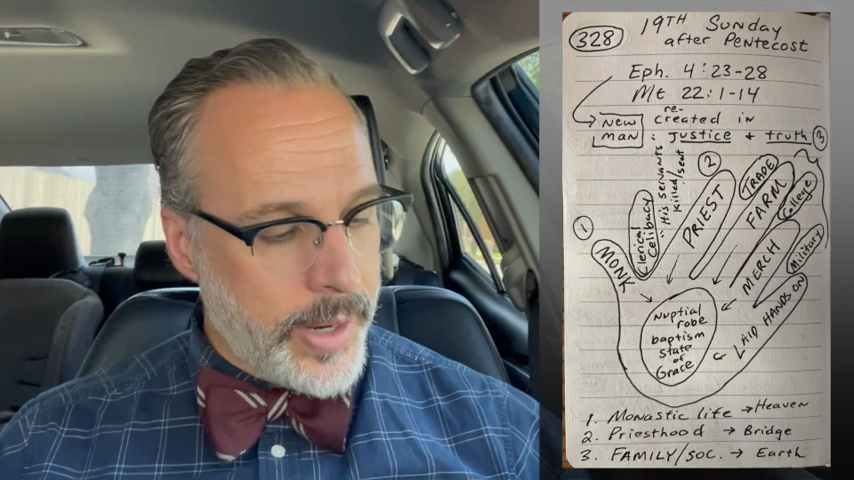 328
19TH Sunday
after Pentecost
Eph. 4:23-28
Mt 22:1-14
re-
New created in
man : justice & truth 3
1
MONK
Clerical
Celibacy
"His servants
killed/sent
2
PRIEST
TRADE
FARM
College
MERCH
Military
LAID HANDS ON
Nuptial
robe
baptism
state
of
Grace
1. Monastic life → Heaven
2. Priesthood → Bridge
3. FAMILY/SOC. → Earth